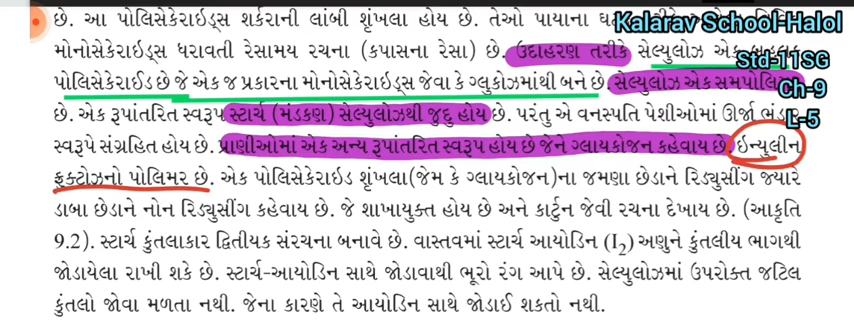 છે. આ પોલિસેકેરાઇડ્સ શર્કરાની લાંબી શૃંખલા હોય છે. તેઓ પાયાના
Kalarav School-Halol
મોનોસેકેરાઇડ્સ ધરાવતી રેસામય રચના (કપાસના રેસા) છે. ઉદાહરણ તરીકે સેલ્યુલોઝ એક
Std-11SG
પોલિસેકેરાઈડ છે જે એક જ પ્રકારના મોનોસેકેરાઇડ્સ જેવા કે ગ્લુકોઝમાંથી બને છે. સેલ્યુલોઝ એક
Ch-9
છે. એક રૂપાંતરિત સ્વરૂપ સ્ટાર્ચ (મંડકણ) સેલ્યુલોઝથી જુદુ હોય છે. પરંતુ એ વનસ્પતિ પેશીઓમાં ઊર્જા
L-5
સ્વરૂપે સંગ્રહિત હોય છે. પ્રાણીઓમાં એક અન્ય રૂપાંતરિત સ્વરૂપ હોય છે જેને ગ્લાયકોજન કહેવાય છે. ઇન્યુલીન
ફ્રુક્ટોઝનો પોલિમર છે. એક પોલિસેકેરાઇડ શૃંખલા(જેમ કે ગ્લાયકોજન)ના જમણા છેડાને રિડ્યુસીંગ જ્યારે
ડાબા છેડાને નોન રિડ્યુસીંગ કહેવાય છે. જે શાખાયુક્ત હોય છે અને કાર્ટુન જેવી રચના દેખાય છે. (આકૃતિ
9.2). સ્ટાર્ચ કુંતલાકાર દ્વિતીયક સંરચના બનાવે છે. વાસ્તવમાં સ્ટાર્ચ આયોડિન (I₂) અણુને કુંતલીય ભાગથી
જોડાયેલા રાખી શકે છે. સ્ટાર્ચ-આયોડિન સાથે જોડાવાથી ભૂરો રંગ આપે છે. સેલ્યુલોઝમાં ઉપરોક્ત જટિલ
કુંતલો જોવા મળતા નથી. જેના કારણે તે આયોડિન સાથે જોડાઈ શકતો નથી.